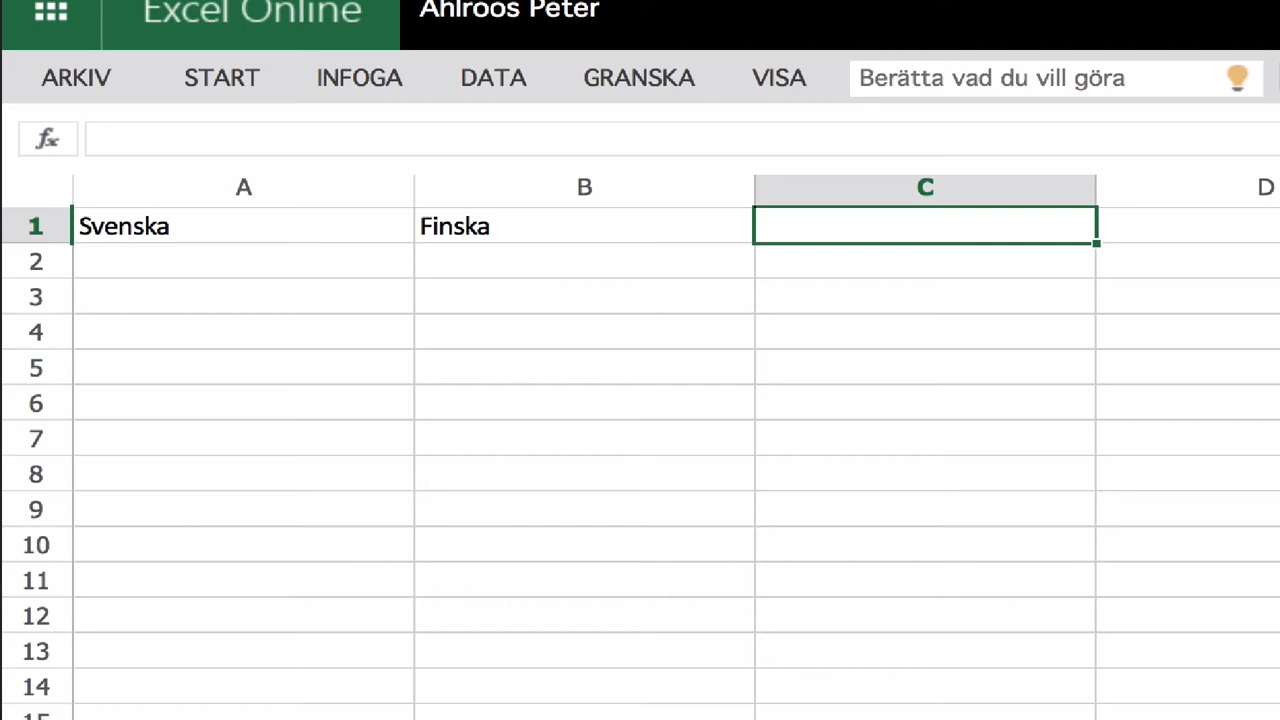 Excel Online Ahlroos Peter
ARKIV START INFOGA DATA GRANSKA VISA Berätta vad du vill göra
fx
A B C D
1 Svenska Finska
2
3
4
5
6
7
8
9
10
11
12
13
14
15